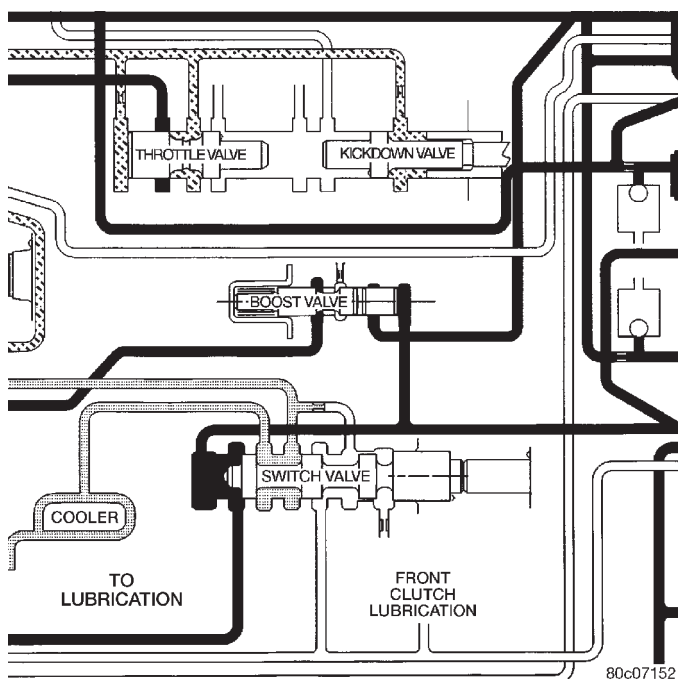 THROTTLE VALVE
KICKDOWN VALVE
BOOST VALVE
SWITCH VALVE
COOLER
TO
LUBRICATION
FRONT
CLUTCH
LUBRICATION
80c07152